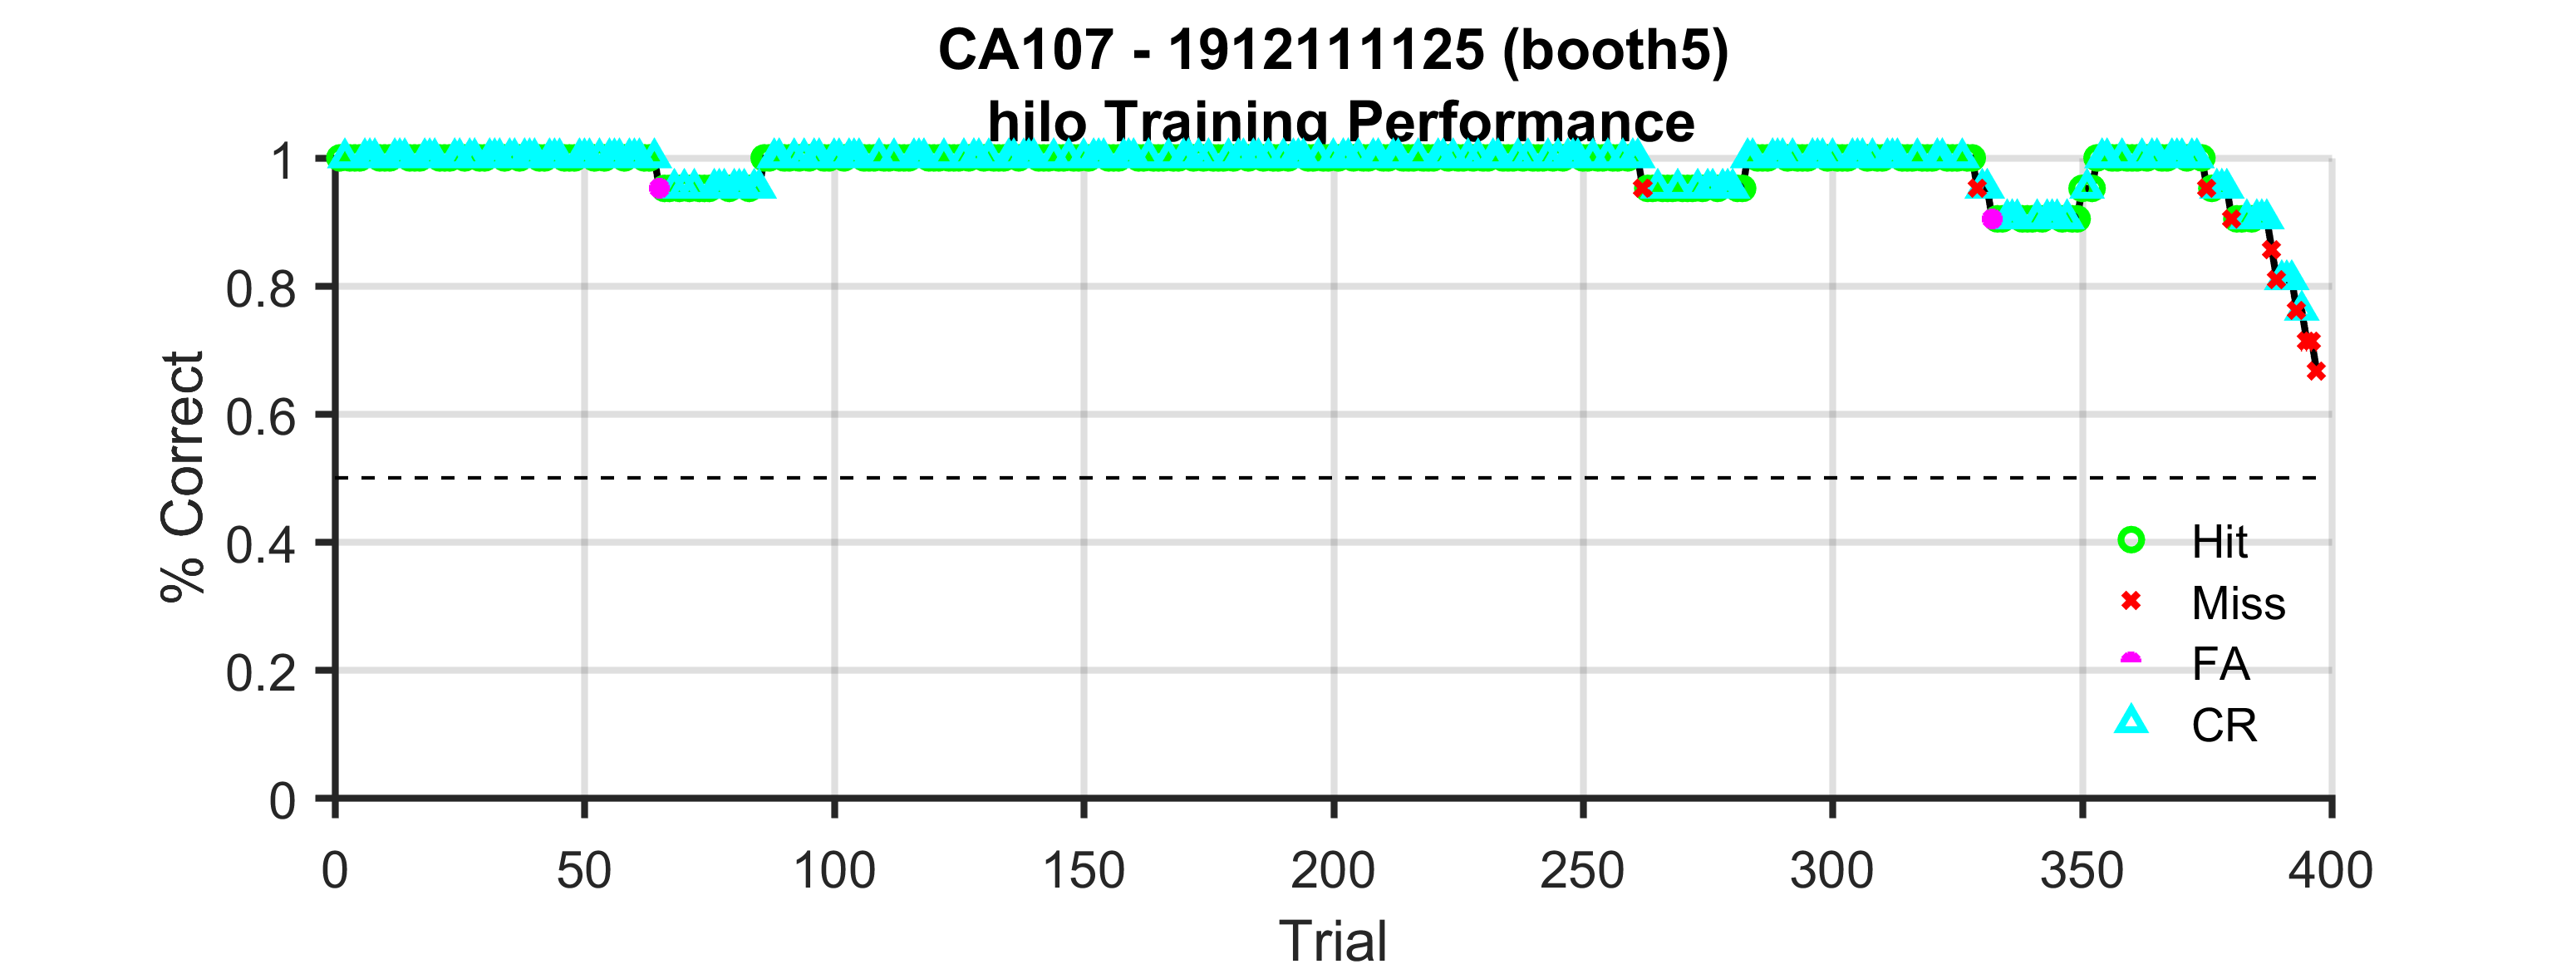 CA107 - 1912111125 (booth5)
hilo Training Performance
% Correct
1
0.8
0.6
0.4
0.2
0
Hit
Miss
FA
CR
0 50 100 150 200 250 300 350 400
Trial